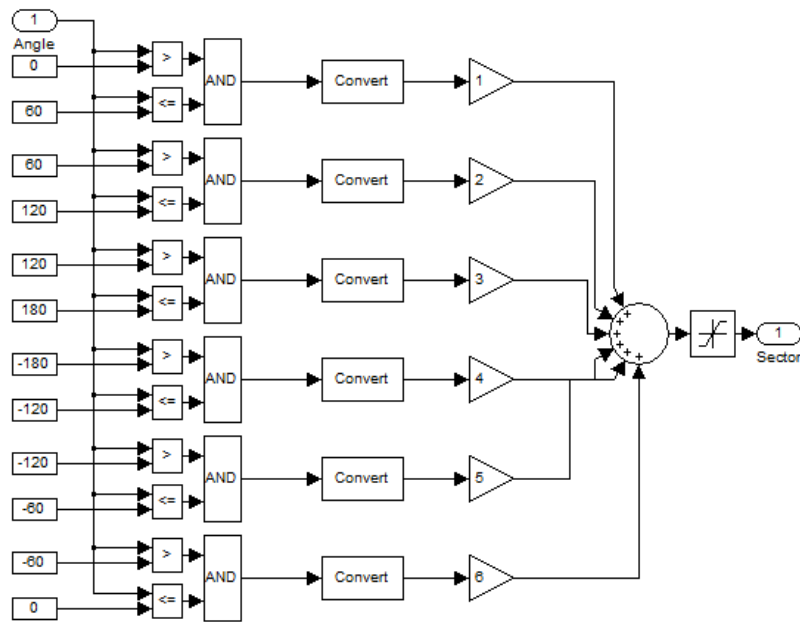 1
Angle
0
>
AND
Convert
1
60
<=
60
>
AND
Convert
2
120
<=
120
>
AND
Convert
3
180
<=
+
+
+
+
+
+
1
Sector
-180
>
AND
Convert
4
-120
<=
-120
>
AND
Convert
5
-60
<=
-60
>
AND
Convert
6
0
<=